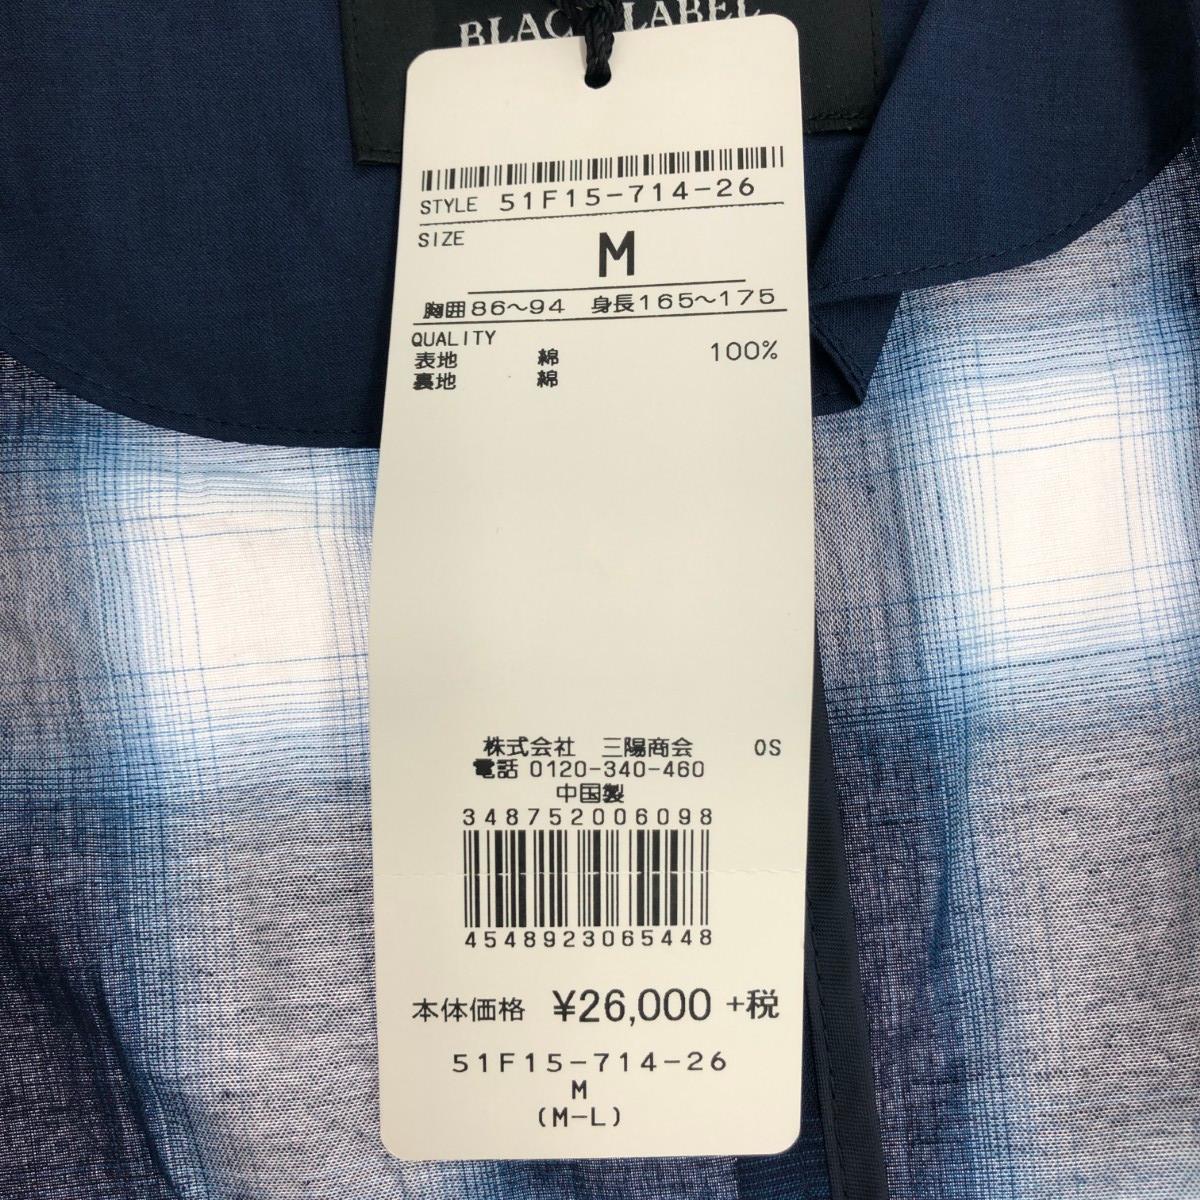 BLACK LABEL
STYLE 51F15-714-26
SIZE
M
胸囲86～94 身長165～175
QUALITY
表地 綿 100%
裏地 綿
株式会社 三陽商会 0S
電話 0120-340-460
中国製
348752006098
4548923065448
本体価格 ¥26,000 +税
51F15-714-26
M
(M-L)